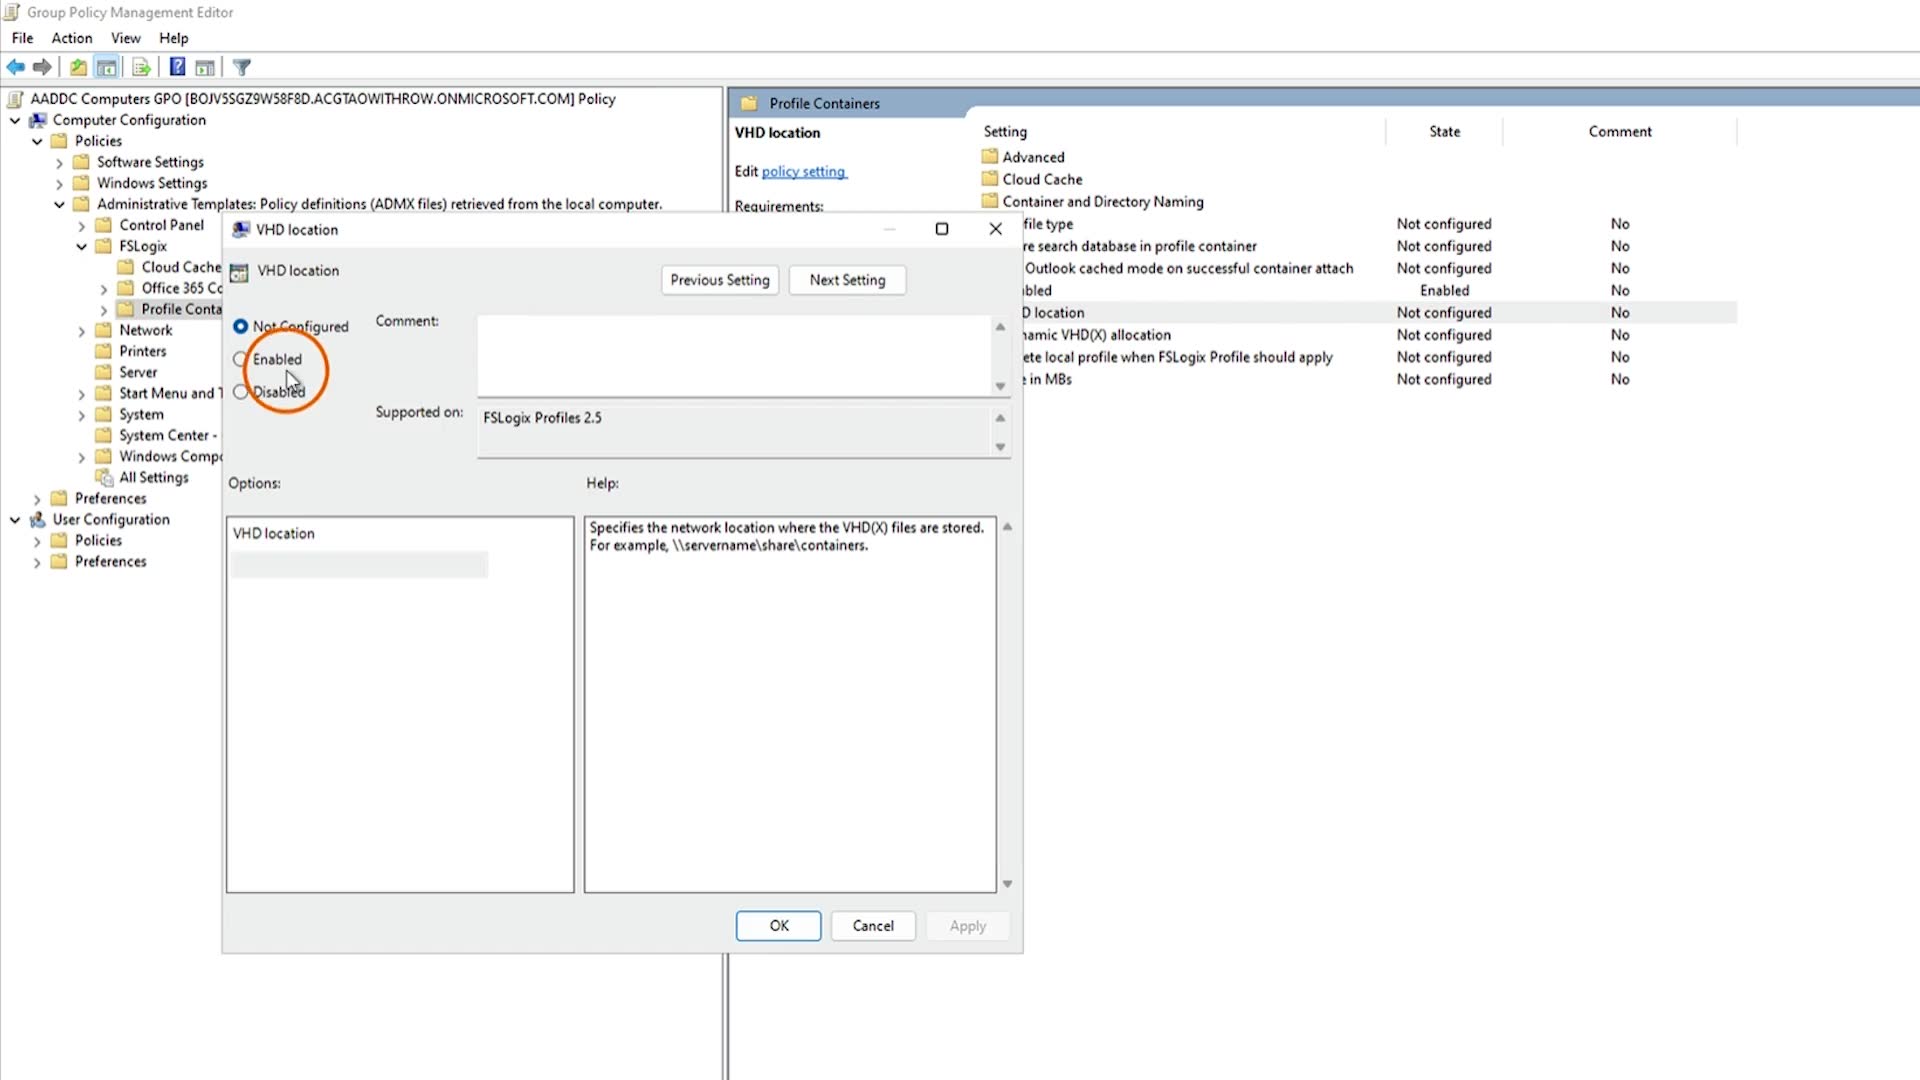 Group Policy Management Editor
File Action View Help
AADDC Computers GPO [BOJV5SGZ9W58F8D.ACGTAOWITHROW.ONMICROSOFT.COM] Policy
Computer Configuration
Policies
Software Settings
Windows Settings
Administrative Templates: Policy definitions (ADMX files) retrieved from the local computer.
Control Panel
FSLogix
Cloud Cache
Office 365 Co
Profile Conta
Network
Printers
Server
Start Menu and T
System
System Center -
Windows Compo
All Settings
Preferences
User Configuration
Policies
Preferences
Profile Containers
VHD location
Edit policy setting
Requirements:
Setting State Comment
Advanced
Cloud Cache
Container and Directory Naming
file type Not configured No
re search database in profile container Not configured No
Outlook cached mode on successful container attach Not configured No
bled Enabled No
D location Not configured No
namic VHD(X) allocation Not configured No
ete local profile when FSLogix Profile should apply Not configured No
e in MBs Not configured No
VHD location
VHD location
Previous Setting Next Setting
Not Configured
Enabled
Disabled
Comment:
Supported on:
FSLogix Profiles 2.5
Options:
Help:
VHD location
Specifies the network location where the VHD(X) files are stored.
For example, \\servername\share\containers.
OK Cancel Apply